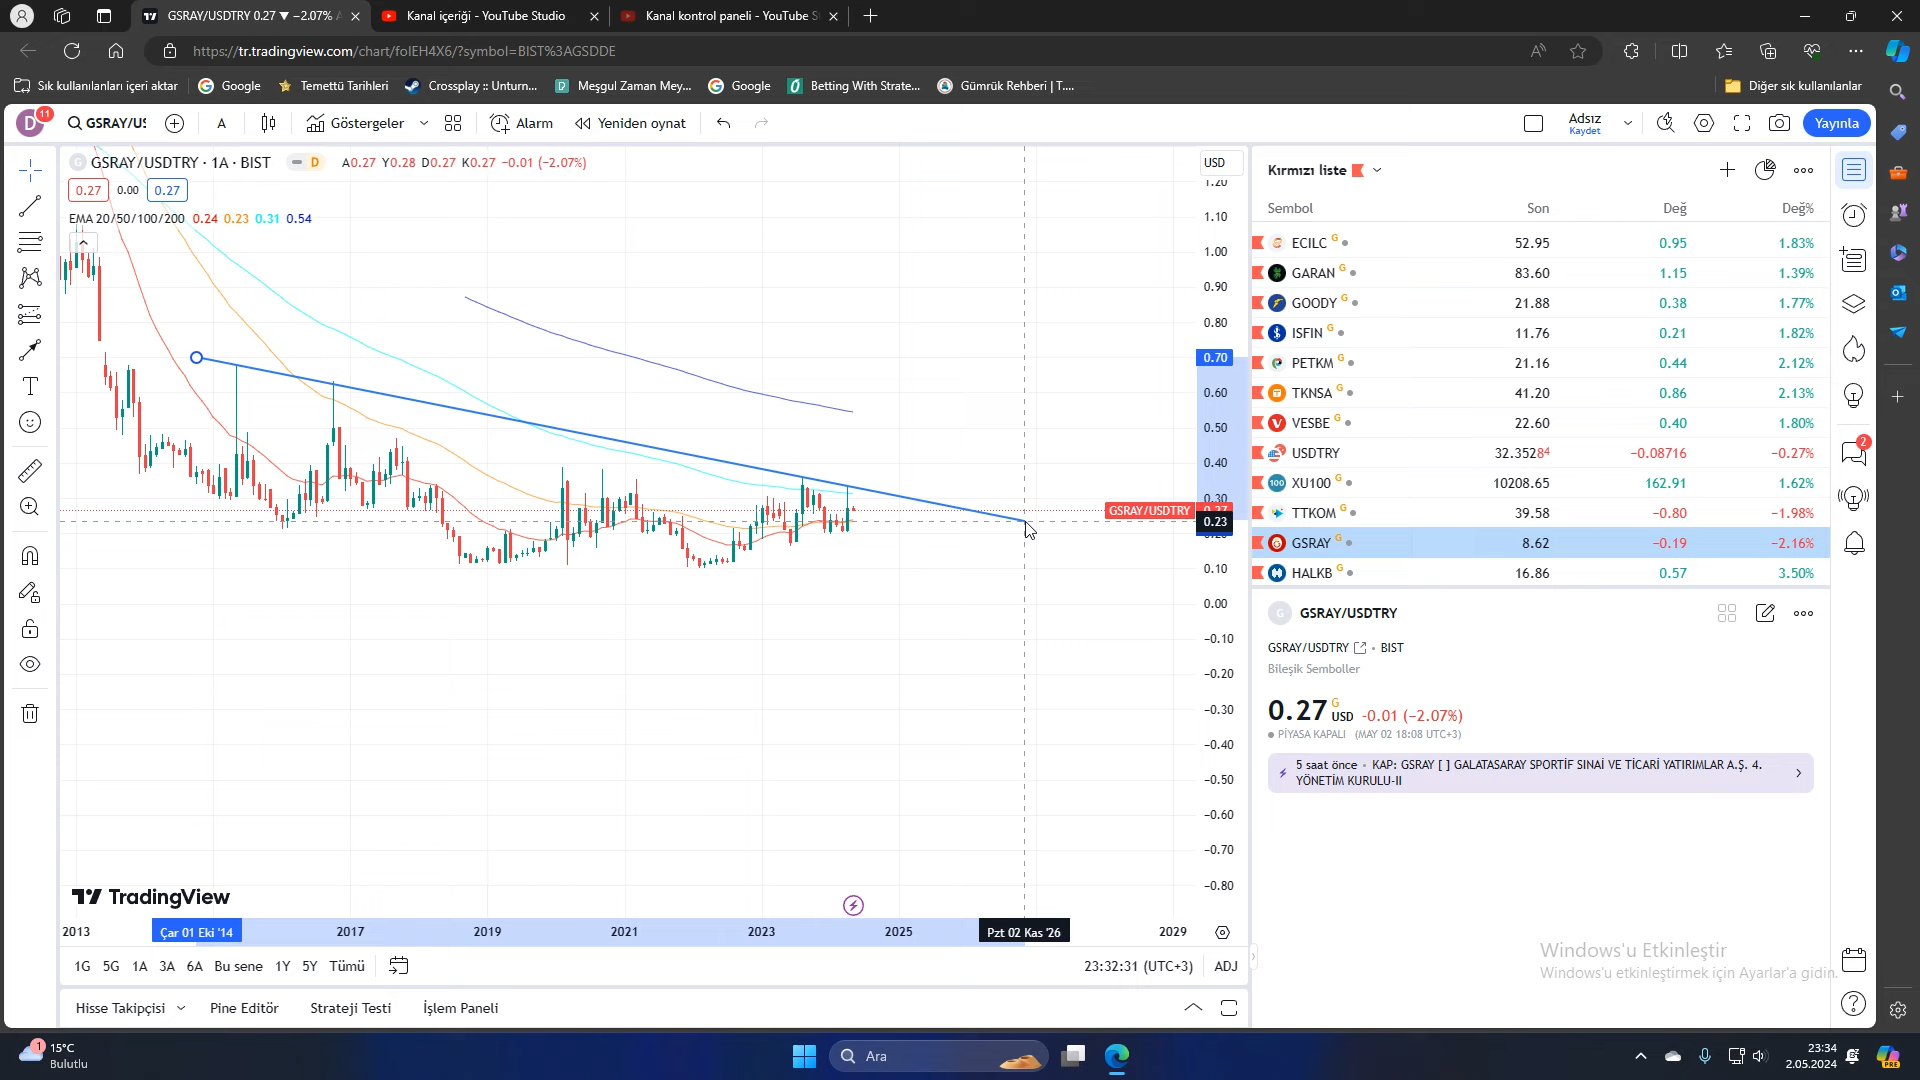 GSRAY/USDTRY 0.27 ▼ −2.07%
Kanal içeriği - YouTube Studio
Kanal kontrol paneli - YouTube S
https://tr.tradingview.com/chart/folEH4X6/?symbol=BIST%3AGSDDE
Sık kullanılanları içeri aktar
Google
Temettü Tarihleri
Crossplay :: Unturn...
Meşgul Zaman Mey...
Google
Betting With Strate...
Gümrük Rehberi | T....
Diğer sık kullanılanlar
D 11
GSRAY/US
A
Göstergeler
Alarm
Yeniden oynat
Adsız
Kaydet
Yayınla
GSRAY/USDTRY · 1A · BIST
D
A0.27 Y0.28 D0.27 K0.27 −0.01 (−2.07%)
0.27 0.00 0.27
EMA 20/50/100/200 0.24 0.23 0.31 0.54
USD
1.20
1.10
1.00
0.90
0.80
0.70
0.60
0.50
0.40
0.30
GSRAY/USDTRY 0.27
0.23
0.10
0.00
−0.10
−0.20
−0.30
−0.40
−0.50
−0.60
−0.70
−0.80
TradingView
2013 Çar 01 Eki '14 2017 2019 2021 2023 2025 Pzt 02 Kas '26 2029
1G 5G 1A 3A 6A Bu sene 1Y 5Y Tümü
23:32:31 (UTC+3) ADJ
Hisse Takipçisi
Pine Editör
Strateji Testi
İşlem Paneli
Kırmızı liste
Sembol Son Değ Değ%
ECILC G 52.95 0.95 1.83%
GARAN G 83.60 1.15 1.39%
GOODY G 21.88 0.38 1.77%
ISFIN G 11.76 0.21 1.82%
PETKM G 21.16 0.44 2.12%
TKNSA G 41.20 0.86 2.13%
VESBE G 22.60 0.40 1.80%
USDTRY 32.35284 −0.08716 −0.27%
100 XU100 G 10208.65 162.91 1.62%
TTKOM G 39.58 −0.80 −1.98%
GSRAY G 8.62 −0.19 −2.16%
HALKB G 16.86 0.57 3.50%
G GSRAY/USDTRY
GSRAY/USDTRY • BIST
Bileşik Semboller
0.27 G USD -0.01 (−2.07%)
PİYASA KAPALI (MAY 02 18:08 UTC+3)
5 saat önce • KAP: GSRAY [ ] GALATASARAY SPORTİF SINAİ VE TİCARİ YATIRIMLAR A.Ş. 4.
YÖNETİM KURULU-II
2
Windows'u Etkinleştir
Windows'u etkinleştirmek için Ayarlar'a gidin.
1
15°C
Bulutlu
Ara
23:34
2.05.2024
PRE